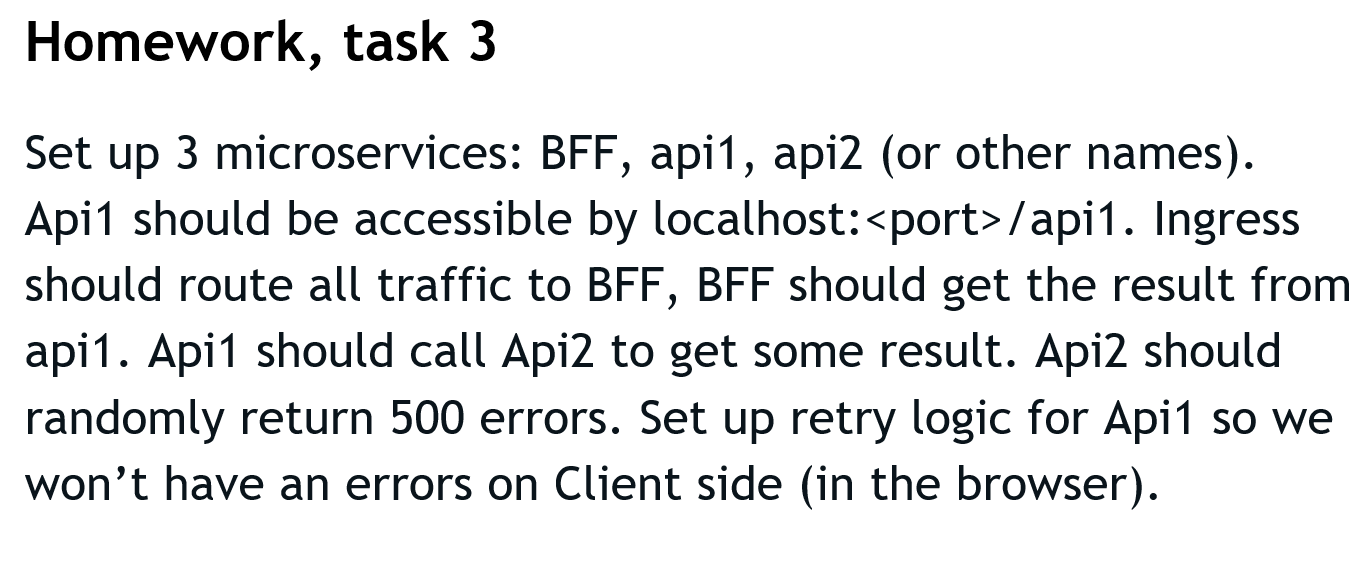 Homework, task 3
Set up 3 microservices: BFF, api1, api2 (or other names).
Api1 should be accessible by localhost:<port>/api1. Ingress
should route all traffic to BFF, BFF should get the result from
api1. Api1 should call Api2 to get some result. Api2 should
randomly return 500 errors. Set up retry logic for Api1 so we
won’t have an errors on Client side (in the browser).